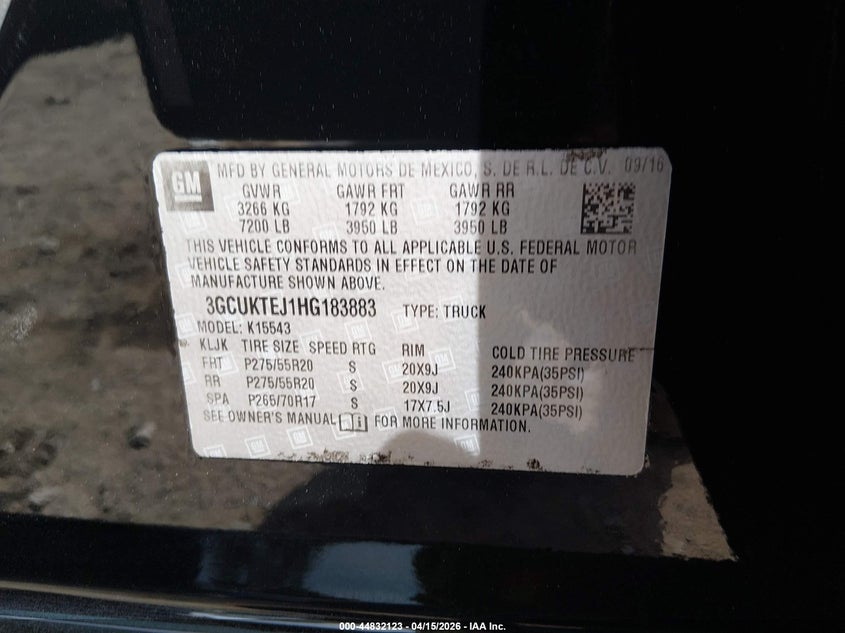 GM
MFD BY GENERAL MOTORS DE MEXICO, S. DE R.L. DE C.V. 09/16
GVWR GAWR FRT GAWR RR
3266 KG 1792 KG 1792 KG
7200 LB 3950 LB 3950 LB
THIS VEHICLE CONFORMS TO ALL APPLICABLE U.S. FEDERAL MOTOR
VEHICLE SAFETY STANDARDS IN EFFECT ON THE DATE OF
MANUFACTURE SHOWN ABOVE.
3GCUKTEJ1HG183883 TYPE: TRUCK
MODEL: K15543
KLJK TIRE SIZE SPEED RTG RIM COLD TIRE PRESSURE
FRT P275/55R20 S 20X9J 240KPA(35PSI)
RR P275/55R20 S 20X9J 240KPA(35PSI)
SPA P265/70R17 S 17X7.5J 240KPA(35PSI)
SEE OWNER'S MANUAL FOR MORE INFORMATION.
000-44832123 - 04/15/2026 - IAA Inc.